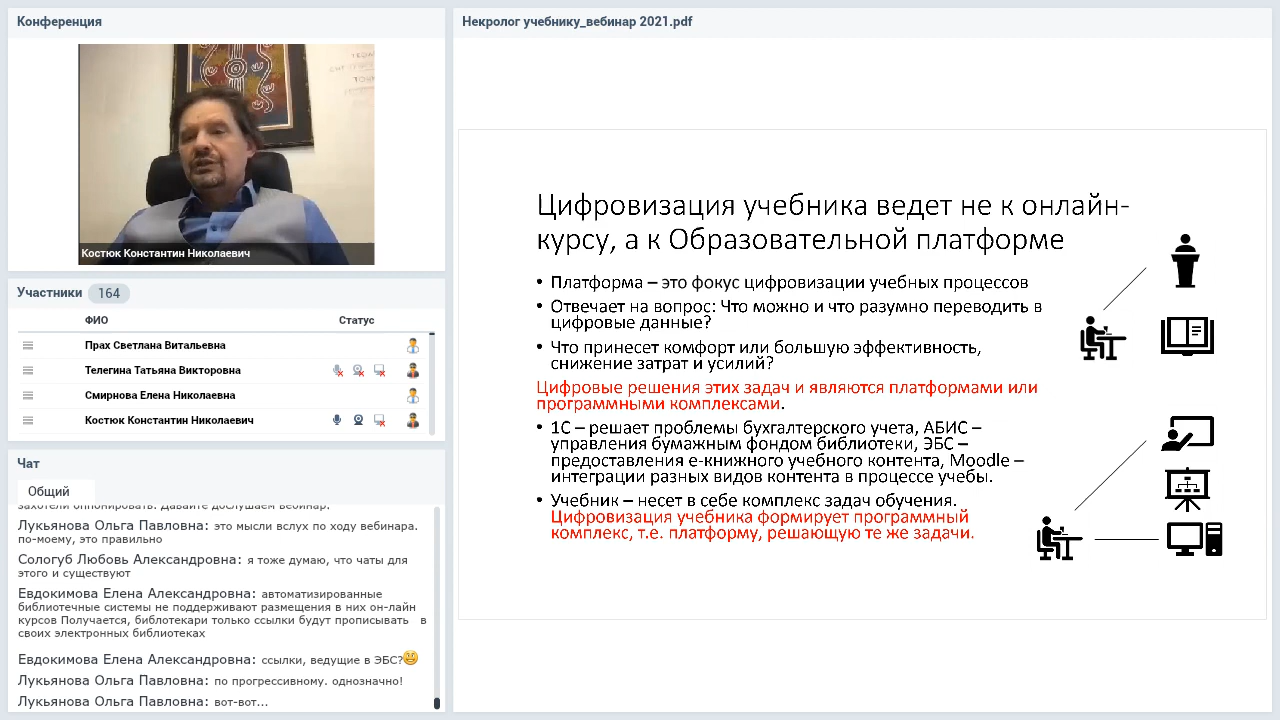 Конференция
Костюк Константин Николаевич
Участники 164
ФИО Статус
Прах Светлана Витальевна
Телегина Татьяна Викторовна
Смирнова Елена Николаевна
Костюк Константин Николаевич
Чат
Общий
захотели оппонировать. давайте дослушаем вебинар.
Лукьянова Ольга Павловна: это мысли вслух по ходу вебинара.
по-моему, это правильно
Сологуб Любовь Александровна: я тоже думаю, что чаты для
этого и существуют
Евдокимова Елена Александровна: автоматизированные
библиотечные системы не поддерживают размещения в них он-лайн
курсов Получается, библотекари только ссылки будут прописывать в
своих электронных библиотеках
Евдокимова Елена Александровна: ссылки, ведущие в ЭБС?
Лукьянова Ольга Павловна: по прогрессивному. однозначно!
Лукьянова Ольга Павловна: вот-вот...
Некролог учебнику_вебинар 2021.pdf
Цифровизация учебника ведет не к онлайн-
курсу, а к Образовательной платформе
• Платформа – это фокус цифровизации учебных процессов
• Отвечает на вопрос: Что можно и что разумно переводить в
цифровые данные?
• Что принесет комфорт или большую эффективность,
снижение затрат и усилий?
Цифровые решения этих задач и являются платформами или
программными комплексами.
• 1С – решает проблемы бухгалтерского учета, АБИС –
управления бумажным фондом библиотеки, ЭБС –
предоставления е-книжного учебного контента, Moodle –
интеграции разных видов контента в процессе учебы.
• Учебник – несет в себе комплекс задач обучения.
Цифровизация учебника формирует программный
комплекс, т.е. платформу, решающую те же задачи.